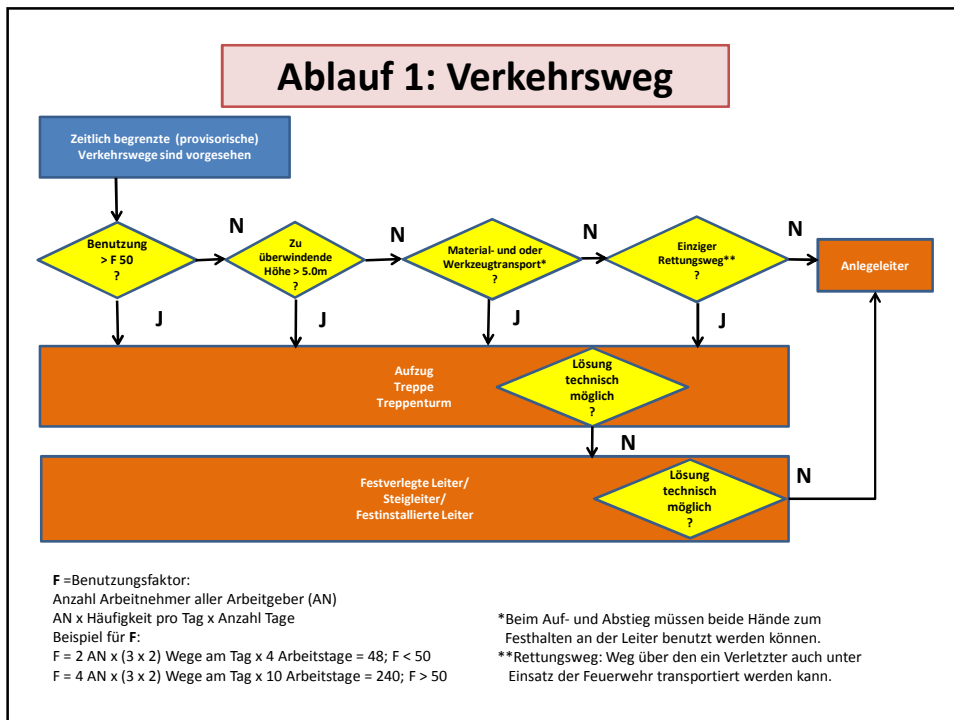 Ablauf 1: Verkehrsweg
Zeitlich begrenzte (provisorische)
Verkehrswege sind vorgesehen
Benutzung
> F 50
?
N
Zu
überwindende
Höhe > 5.0m
?
N
Material- und oder
Werkzeugtransport*
?
N
Einziger
Rettungsweg**
?
N
Anlegeleiter
J
J
J
J
Aufzug
Treppe
Treppenturm
Lösung
technisch
möglich
?
N
Festverlegte Leiter/
Steigleiter/
Festinstallierte Leiter
Lösung
technisch
möglich
?
N
F =Benutzungsfaktor:
Anzahl Arbeitnehmer aller Arbeitgeber (AN)
AN x Häufigkeit pro Tag x Anzahl Tage
Beispiel für F:
F = 2 AN x (3 x 2) Wege am Tag x 4 Arbeitstage = 48; F < 50
F = 4 AN x (3 x 2) Wege am Tag x 10 Arbeitstage = 240; F > 50
*Beim Auf- und Abstieg müssen beide Hände zum
Festhalten an der Leiter benutzt werden können.
**Rettungsweg: Weg über den ein Verletzter auch unter
Einsatz der Feuerwehr transportiert werden kann.